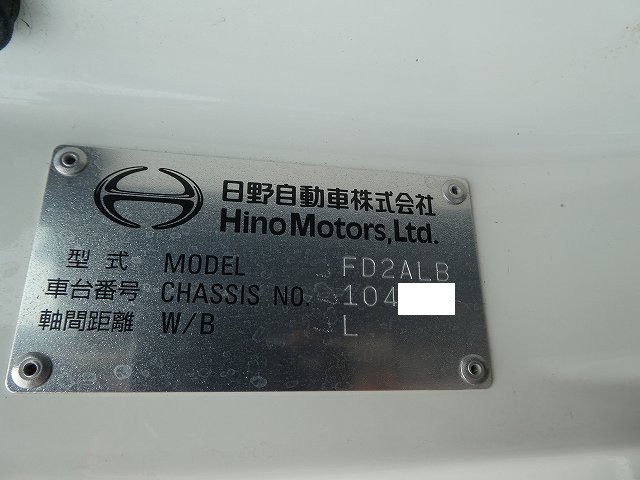 日野自動車株式会社
Hino Motors,Ltd.
型式 MODEL FD2ALB
車台番号 CHASSIS NO. 104
軸間距離 W/B L